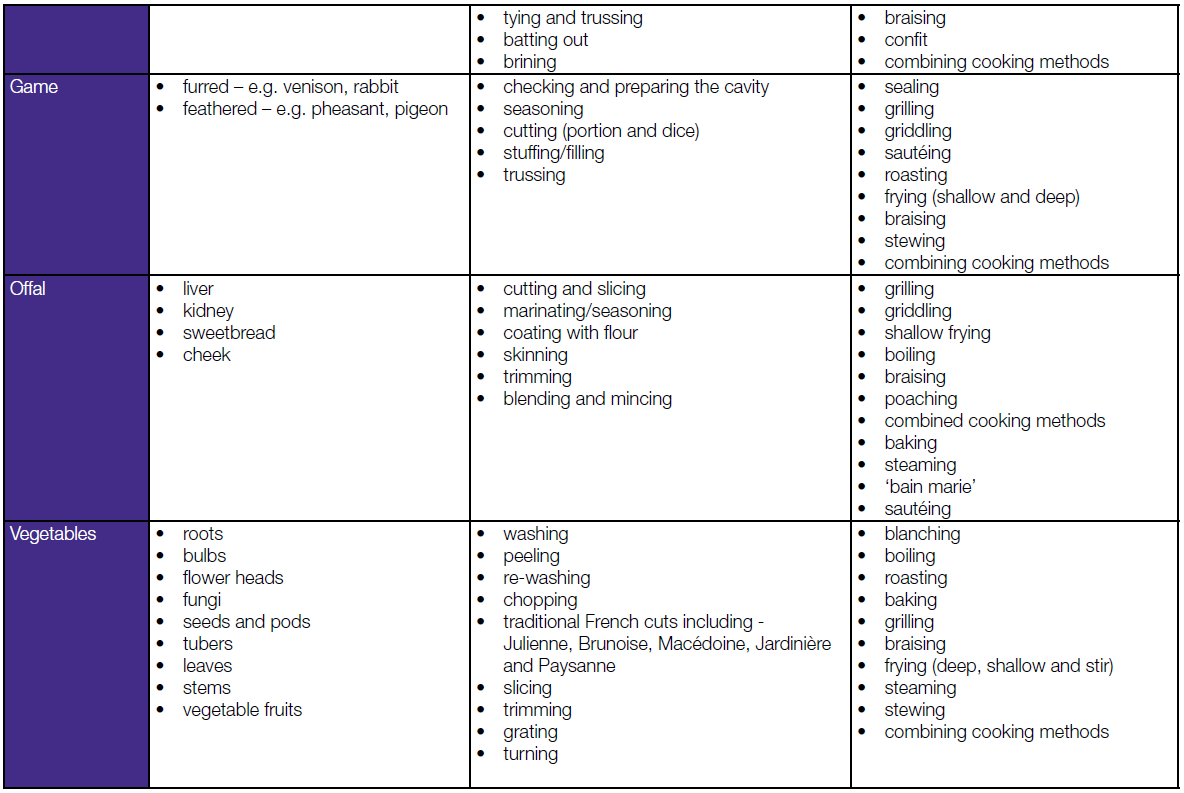 • tying and trussing
• batting out
• brining
• braising
• confit
• combining cooking methods
Game
• furred – e.g. venison, rabbit
• feathered – e.g. pheasant, pigeon
• checking and preparing the cavity
• seasoning
• cutting (portion and dice)
• stuffing/filling
• trussing
• sealing
• grilling
• griddling
• sautéing
• roasting
• frying (shallow and deep)
• braising
• stewing
• combining cooking methods
Offal
• liver
• kidney
• sweetbread
• cheek
• cutting and slicing
• marinating/seasoning
• coating with flour
• skinning
• trimming
• blending and mincing
• grilling
• griddling
• shallow frying
• boiling
• braising
• poaching
• combined cooking methods
• baking
• steaming
• ‘bain marie’
• sautéing
Vegetables
• roots
• bulbs
• flower heads
• fungi
• seeds and pods
• tubers
• leaves
• stems
• vegetable fruits
• washing
• peeling
• re-washing
• chopping
• traditional French cuts including -
Julienne, Brunoise, Macédoine, Jardinière
and Paysanne
• slicing
• trimming
• grating
• turning
• blanching
• boiling
• roasting
• baking
• grilling
• braising
• frying (deep, shallow and stir)
• steaming
• stewing
• combining cooking methods